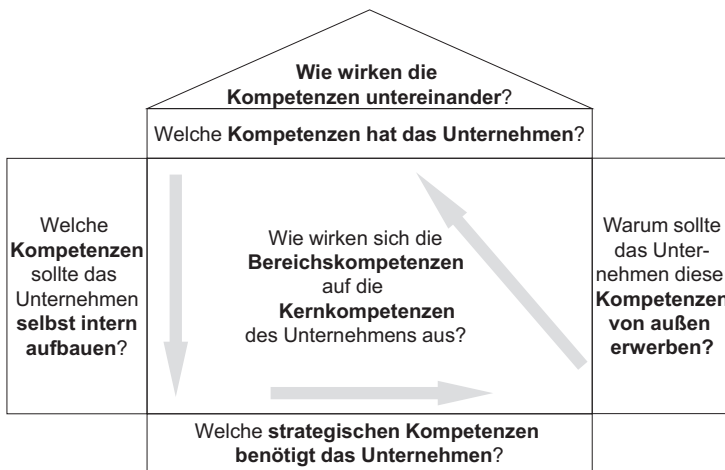 Wie wirken die
Kompetenzen untereinander?
Welche Kompetenzen hat das Unternehmen?
Welche
Kompetenzen
sollte das
Unternehmen
selbst intern
aufbauen?
Wie wirken sich die
Bereichskompetenzen
auf die
Kernkompetenzen
des Unternehmens aus?
Warum sollte
das Unter-
nehmen diese
Kompetenzen
von außen
erwerben?
Welche strategischen Kompetenzen
benötigt das Unternehmen?